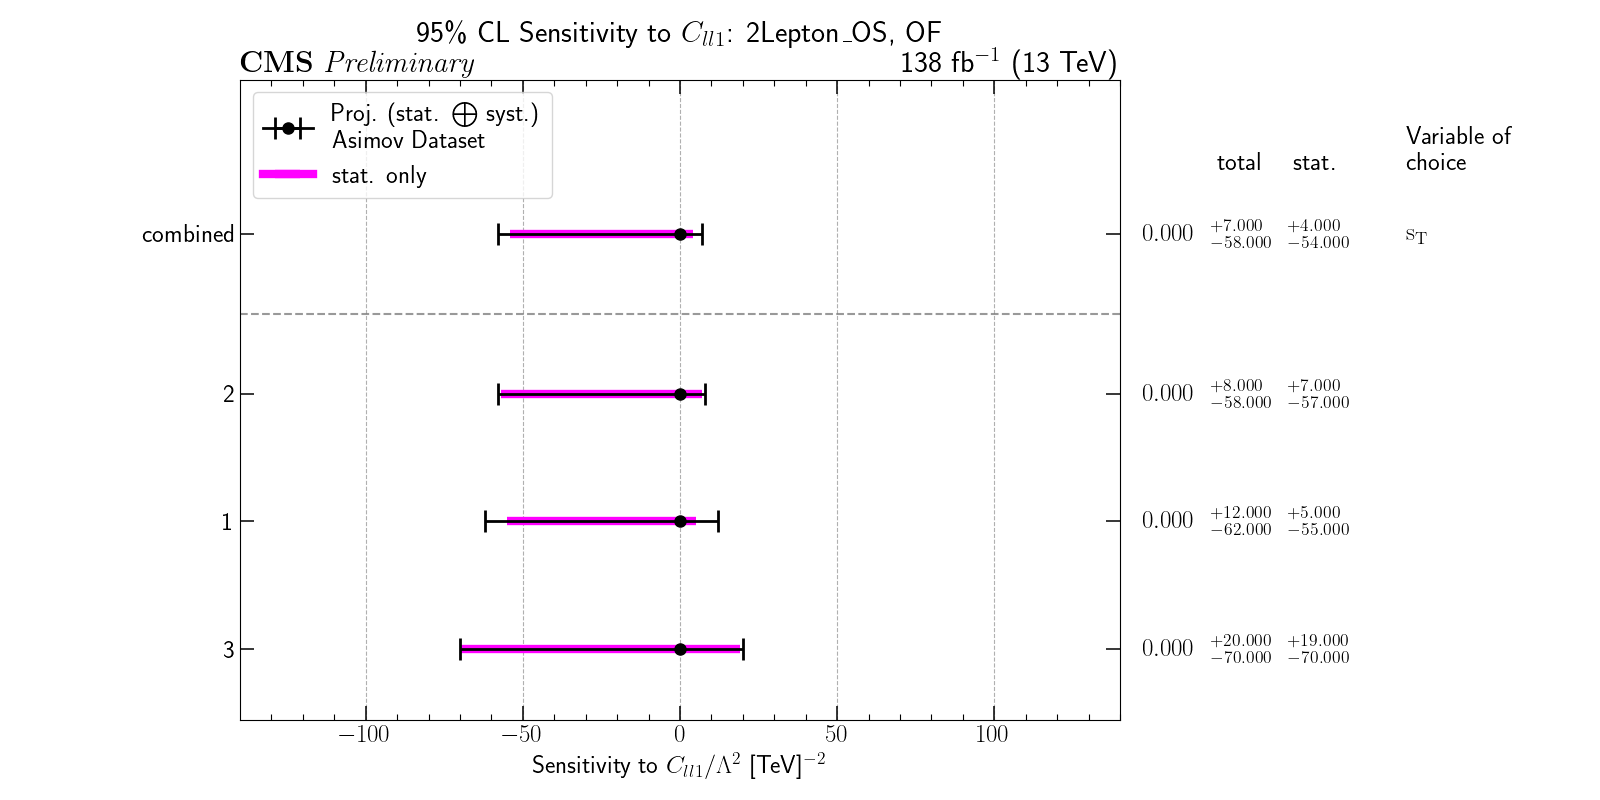 95% CL Sensitivity to C_{ll1}: 2Lepton_OS, OF
CMS Preliminary 138 fb^{-1} (13 TeV)
Proj. (stat. ⨁ syst.)
Asimov Dataset
stat. only
Variable of
total stat. choice
combined 0.000 +7.000 −58.000 +4.000 −54.000 s_T
2 0.000 +8.000 −58.000 +7.000 −57.000
1 0.000 +12.000 −62.000 +5.000 −55.000
3 0.000 +20.000 −70.000 +19.000 −70.000
−100 −50 0 50 100
Sensitivity to C_{ll1}/Λ^2 [TeV]^{−2}